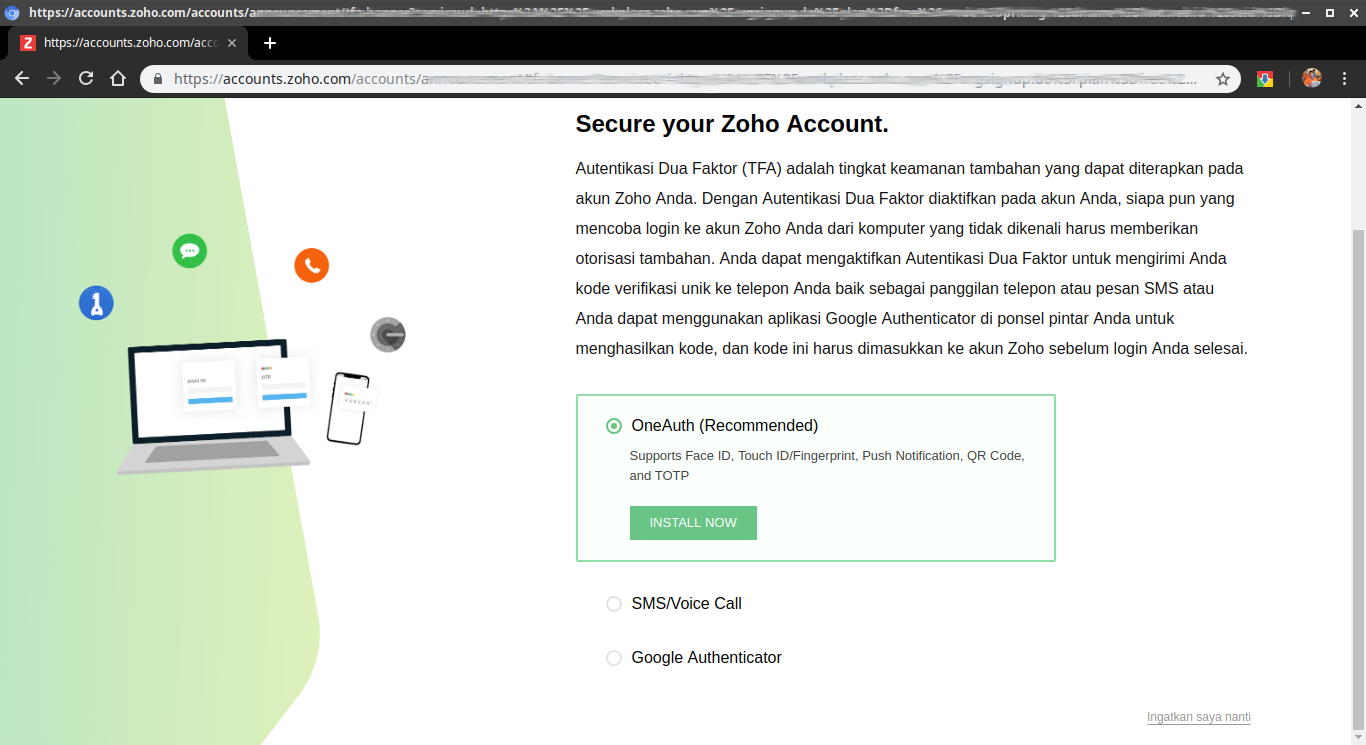 https://accounts.zoho.com/accounts/
https://accounts.zoho.com/acco
https://accounts.zoho.com/accounts/
Secure your Zoho Account.
Autentikasi Dua Faktor (TFA) adalah tingkat keamanan tambahan yang dapat diterapkan pada
akun Zoho Anda. Dengan Autentikasi Dua Faktor diaktifkan pada akun Anda, siapa pun yang
mencoba login ke akun Zoho Anda dari komputer yang tidak dikenali harus memberikan
otorisasi tambahan. Anda dapat mengaktifkan Autentikasi Dua Faktor untuk mengirimi Anda
kode verifikasi unik ke telepon Anda baik sebagai panggilan telepon atau pesan SMS atau
Anda dapat menggunakan aplikasi Google Authenticator di ponsel pintar Anda untuk
menghasilkan kode, dan kode ini harus dimasukkan ke akun Zoho sebelum login Anda selesai.
SIGN IN
OTP
OneAuth (Recommended)
Supports Face ID, Touch ID/Fingerprint, Push Notification, QR Code,
and TOTP
INSTALL NOW
SMS/Voice Call
Google Authenticator
Ingatkan saya nanti